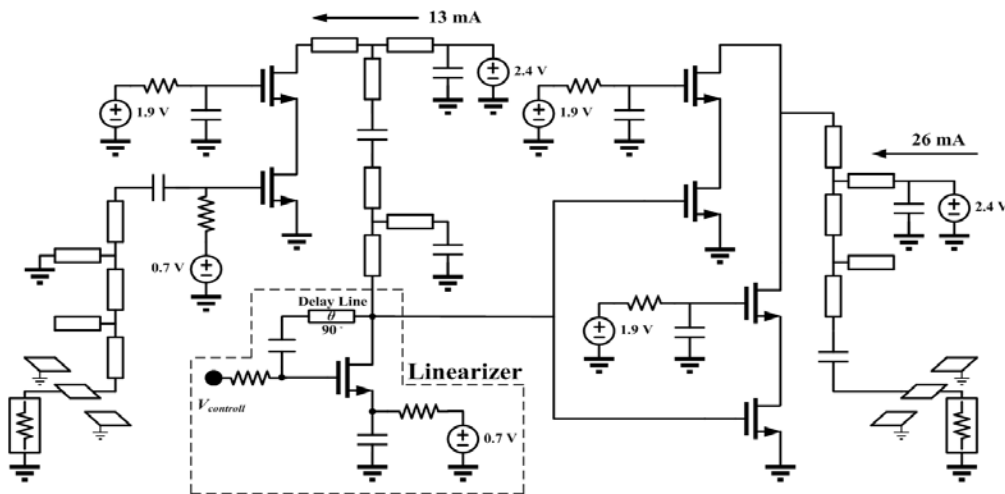 13 mA
2.4 V
1.9 V
1.9 V
26 mA
2.4 V
0.7 V
Delay Line
θ
90°
1.9 V
Linearizer
Vcontroll
0.7 V